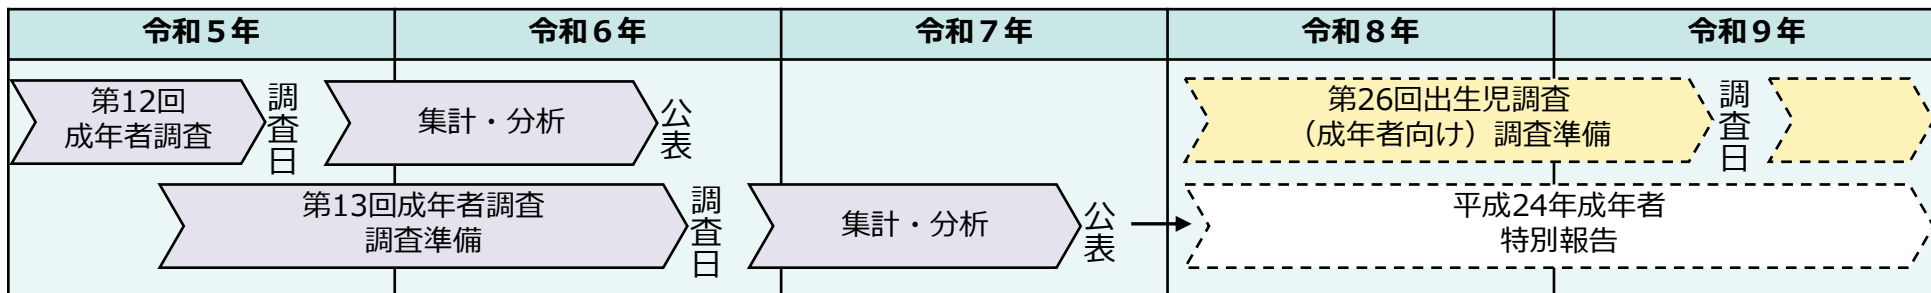 令和５年
令和６年
令和７年
令和８年
令和９年
第12回
成年者調査
調査日
集計・分析
公表
第26回出生児調査
（成年者向け）調査準備
調査日
第13回成年者調査
調査準備
調査日
集計・分析
公表
平成24年成年者
特別報告